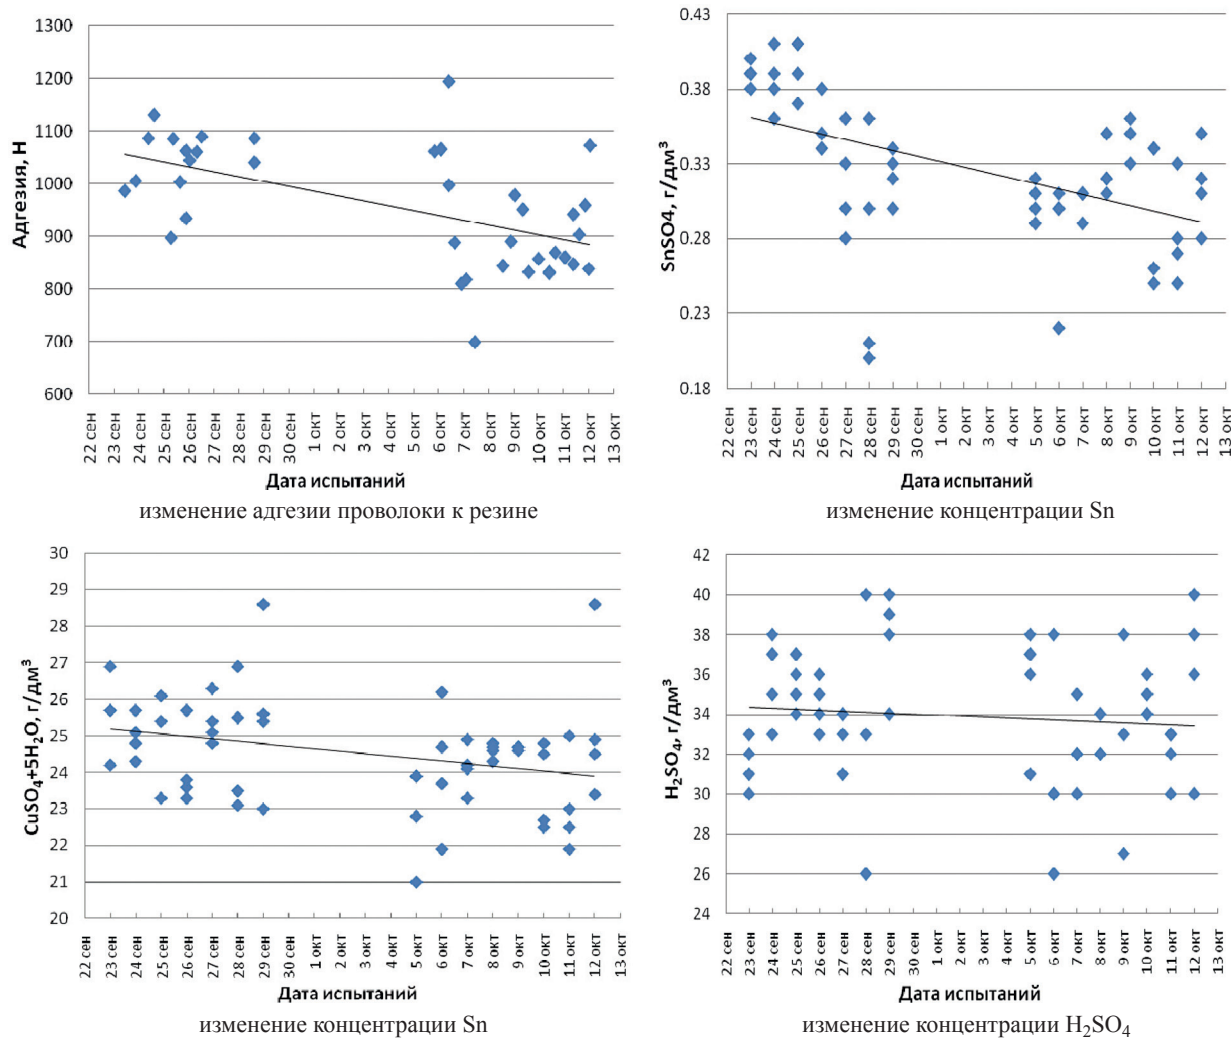 1300
1200
1100
1000
900
800
700
600
Адгезия, Н
22 сен
23 сен
24 сен
25 сен
26 сен
27 сен
28 сен
29 сен
30 сен
1 окт
2 окт
3 окт
4 окт
5 окт
6 окт
7 окт
8 окт
9 окт
10 окт
11 окт
12 окт
13 окт
Дата испытаний
изменение адгезии проволоки к резине
0.43
0.38
0.33
0.28
0.23
0.18
SnSO4, г/дм³
22 сен
23 сен
24 сен
25 сен
26 сен
27 сен
28 сен
29 сен
30 сен
1 окт
2 окт
3 окт
4 окт
5 окт
6 окт
7 окт
8 окт
9 окт
10 окт
11 окт
12 окт
13 окт
Дата испытаний
изменение концентрации Sn
30
29
28
27
26
25
24
23
22
21
20
CuSO₄+5H₂O, г/дм³
22 сен
23 сен
24 сен
25 сен
26 сен
27 сен
28 сен
29 сен
30 сен
1 окт
2 окт
3 окт
4 окт
5 окт
6 окт
7 окт
8 окт
9 окт
10 окт
11 окт
12 окт
13 окт
Дата испытаний
изменение концентрации Sn
42
40
38
36
34
32
30
28
26
24
H₂SO₄, г/дм³
22 сен
23 сен
24 сен
25 сен
26 сен
27 сен
28 сен
29 сен
30 сен
1 окт
2 окт
3 окт
4 окт
5 окт
6 окт
7 окт
8 окт
9 окт
10 окт
11 окт
12 окт
13 окт
Дата испытаний
изменение концентрации H₂SO₄